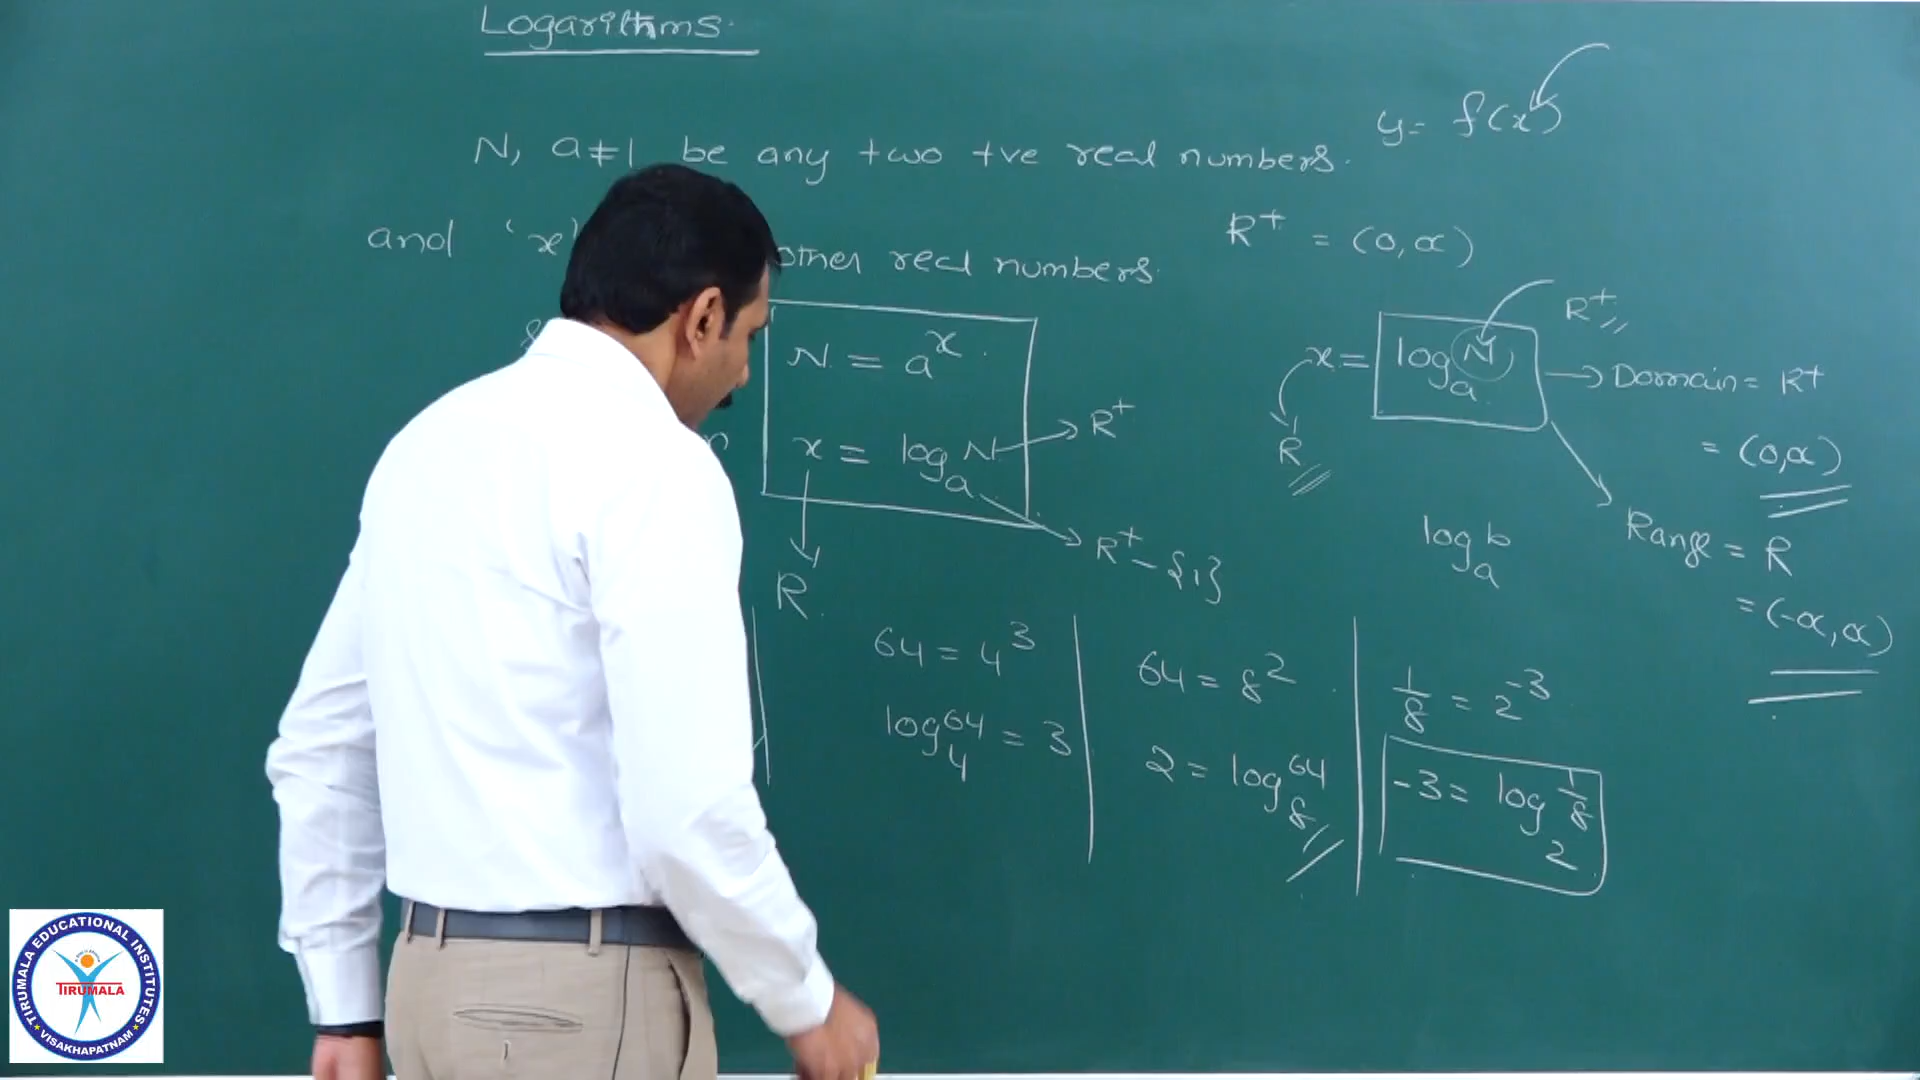 Logarithms.
N, a≠1 be any two +ve real numbers.
and 'x' other real numbers.
N = a^x.
x = log_a N → R^+
→ R^+ - {1}
R.
y = f(x)
R^+ = (0, ∝)
R^+
x = log_a N → Domain = R^+
= (0, ∝)
R
Range = R
= (-∝, ∝)
log_a b
64 = 4^3
log_4 64 = 3
64 = 8^2
2 = log_8 64
1/8 = 2^-3
-3 = log_2 1/8
TIRUMALA EDUCATIONAL INSTITUTES
TIRUMALA
★ VISAKHAPATNAM ★